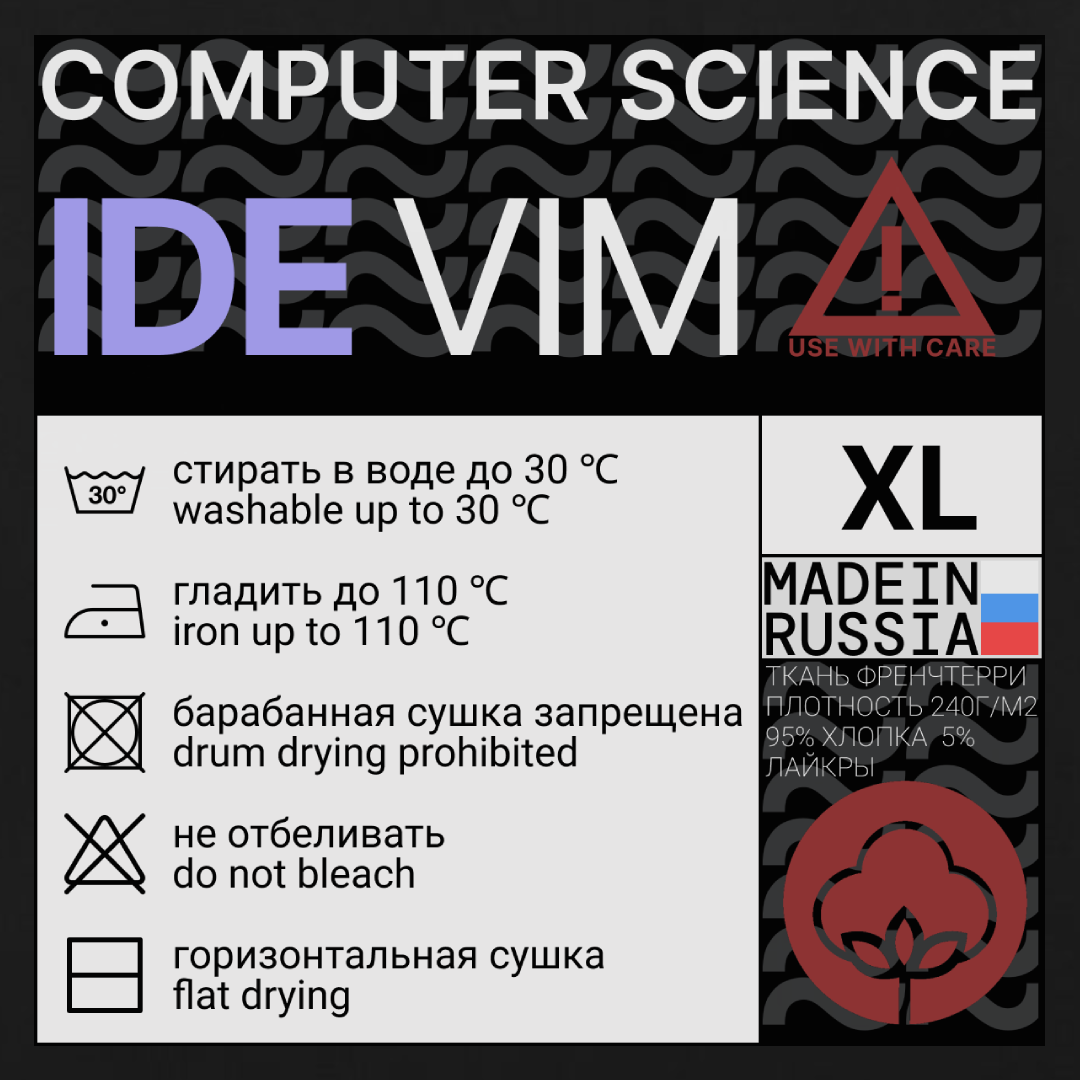 COMPUTER SCIENCE
IDE VIM
USE WITH CARE
30°
стирать в воде до 30 ℃
washable up to 30 ℃
гладить до 110 ℃
iron up to 110 ℃
барабанная сушка запрещена
drum drying prohibited
не отбеливать
do not bleach
горизонтальная сушка
flat drying
XL
MADEIN
RUSSIA
ТКАНЬ ФРЕНЧТЕРРИ
ПЛОТНОСТЬ 240Г/М2
95% ХЛОПКА 5%
ЛАЙКРЫ